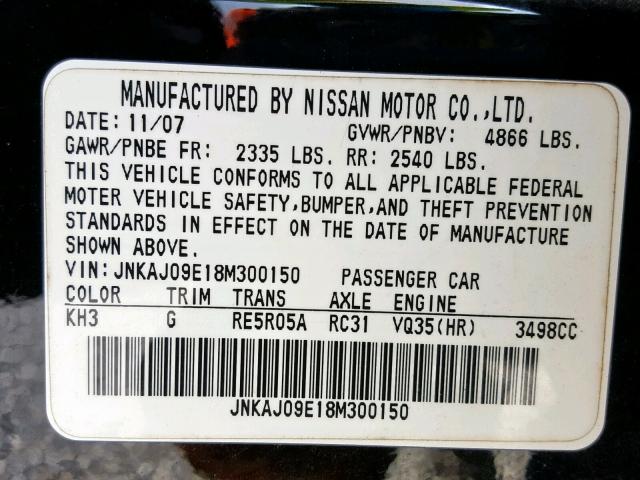 MANUFACTURED BY NISSAN MOTOR CO.,LTD.
DATE: 11/07 GVWR/PNBV: 4866 LBS.
GAWR/PNBE FR: 2335 LBS. RR: 2540 LBS.
THIS VEHICLE CONFORMS TO ALL APPLICABLE FEDERAL
MOTER VEHICLE SAFETY,BUMPER,AND THEFT PREVENTION
STANDARDS IN EFFECT ON THE DATE OF MANUFACTURE
SHOWN ABOVE.
VIN: JNKAJ09E18M300150 PASSENGER CAR
COLOR TRIM TRANS AXLE ENGINE
KH3 G RE5R05A RC31 VQ35(HR) 3498CC
JNKAJ09E18M300150